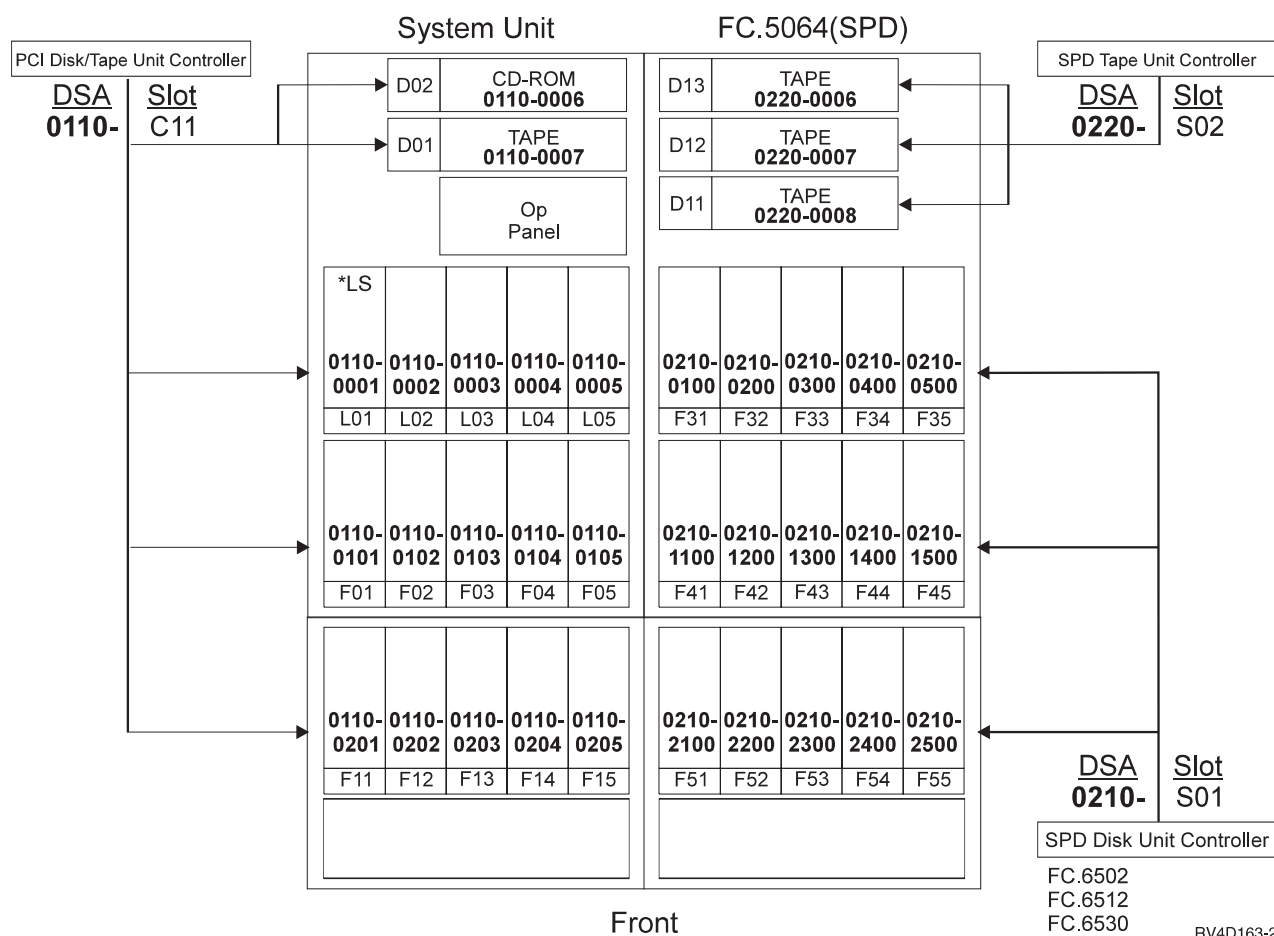 System Unit
FC.5064(SPD)
PCI Disk/Tape Unit Controller
DSA Slot
0110- C11
SPD Tape Unit Controller
DSA Slot
0220- S02
D02 CD-ROM
0110-0006
D01 TAPE
0110-0007
Op
Panel
D13 TAPE
0220-0006
D12 TAPE
0220-0007
D11 TAPE
0220-0008
*LS
0110- 0110- 0110- 0110- 0110-
0001 0002 0003 0004 0005
L01 L02 L03 L04 L05
0210- 0210- 0210- 0210- 0210-
0100 0200 0300 0400 0500
F31 F32 F33 F34 F35
0110- 0110- 0110- 0110- 0110-
0101 0102 0103 0104 0105
F01 F02 F03 F04 F05
0210- 0210- 0210- 0210- 0210-
1100 1200 1300 1400 1500
F41 F42 F43 F44 F45
0110- 0110- 0110- 0110- 0110-
0201 0202 0203 0204 0205
F11 F12 F13 F14 F15
0210- 0210- 0210- 0210- 0210-
2100 2200 2300 2400 2500
F51 F52 F53 F54 F55
DSA Slot
0210- S01
SPD Disk Unit Controller
FC.6502
FC.6512
FC.6530
Front
RV4D163-2